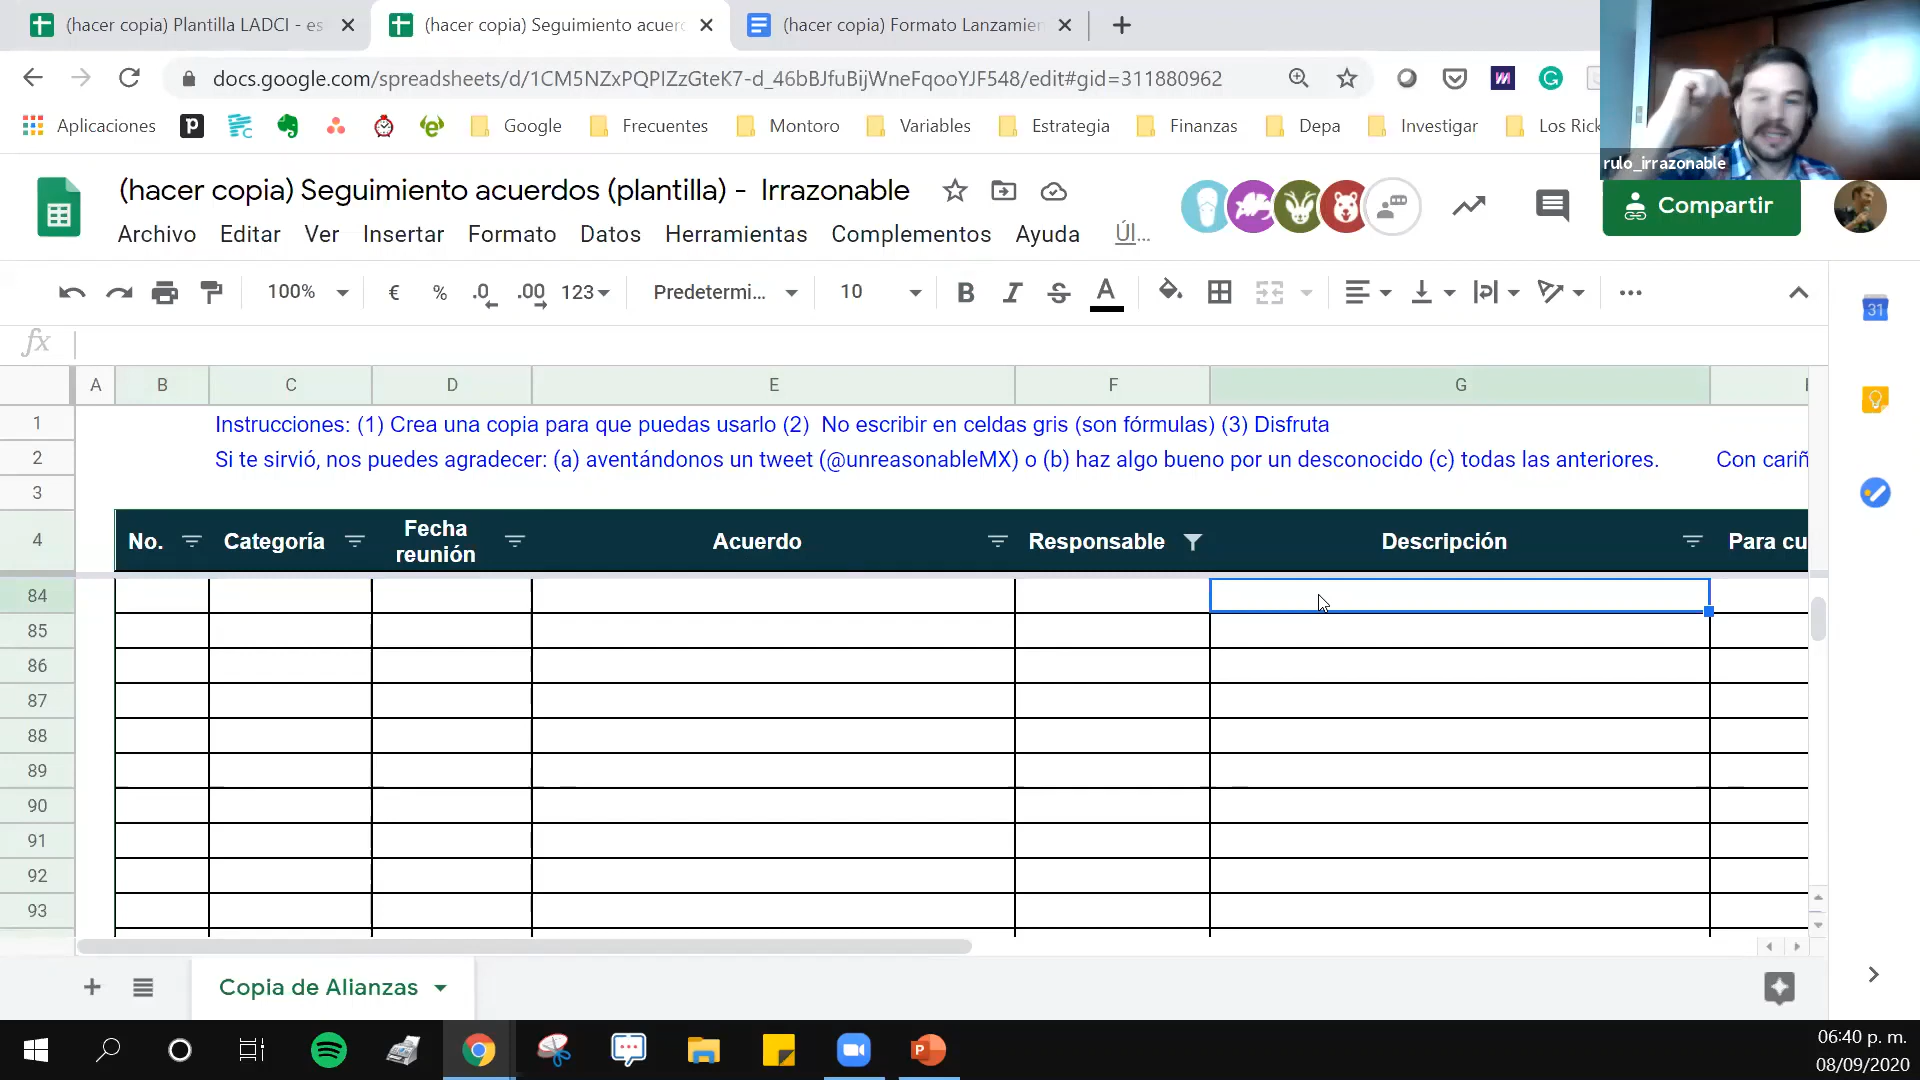 (hacer copia) Plantilla LADCI - es
(hacer copia) Seguimiento acuerd
(hacer copia) Formato Lanzamien
docs.google.com/spreadsheets/d/1CM5NZxPQPIZzGteK7-d_46bBJfuBijWneFqooYJF548/edit#gid=311880962
Aplicaciones
Google
Frecuentes
Montoro
Variables
Estrategia
Finanzas
Depa
Investigar
Los Rick
rulo_irrazonable
(hacer copia) Seguimiento acuerdos (plantilla) - Irrazonable
Archivo Editar Ver Insertar Formato Datos Herramientas Complementos Ayuda Úl...
Compartir
100% € % .0 .00 123 Predetermi... 10 B I S A
31
fx
A B C D E F G
1 Instrucciones: (1) Crea una copia para que puedas usarlo (2) No escribir en celdas gris (son fórmulas) (3) Disfruta
2 Si te sirvió, nos puedes agradecer: (a) aventándonos un tweet (@unreasonableMX) o (b) haz algo bueno por un desconocido (c) todas las anteriores. Con cariñ
3
4 No. Categoría Fecha reunión Acuerdo Responsable Descripción Para cu
84
85
86
87
88
89
90
91
92
93
Copia de Alianzas
06:40 p. m.
08/09/2020